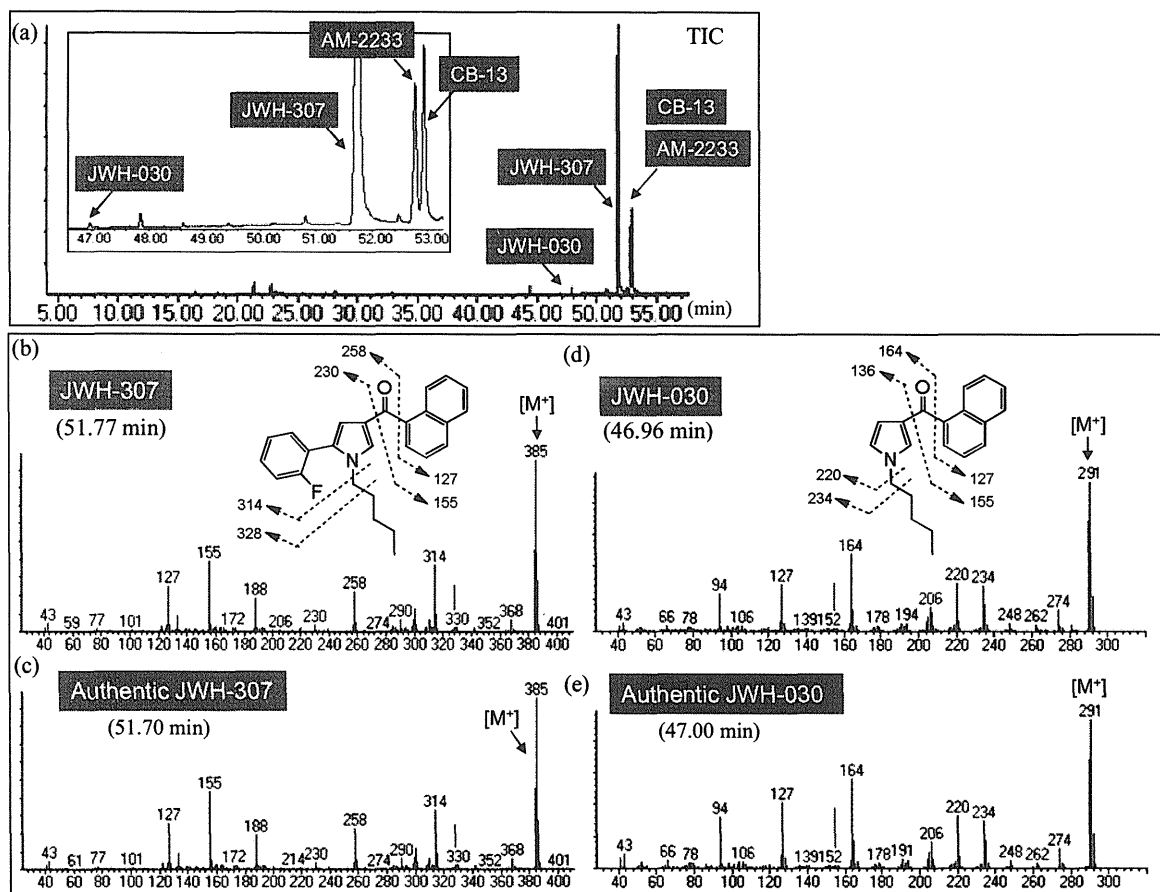 (a)
TIC
AM-2233
CB-13
JWH-307
JWH-030
47.00 48.00 49.00 50.00 51.00 52.00 53.00
CB-13
AM-2233
JWH-307
JWH-030
5.00 10.00 15.00 20.00 25.00 30.00 35.00 40.00 45.00 50.00 55.00 (min)
(b)
JWH-307
(51.77 min)
258
230
O
N
F
127
155
314
328
[M+]
385
43 59 77 101 127 155 172 188 206 230 258 274 290 314 330 352 368 401
40 60 80 100 120 140 160 180 200 220 240 260 280 300 320 340 360 380 400
(d)
JWH-030
(46.96 min)
164
136
O
N
127
155
220
234
[M+]
291
43 66 78 94 106 127 139 152 164 178 194 206 220 234 248 262 274
40 60 80 100 120 140 160 180 200 220 240 260 280 300
(c)
Authentic JWH-307
(51.70 min)
[M+]
385
43 61 77 101 127 155 172 188 214 230 258 274 290 314 330 352 368 401
40 60 80 100 120 140 160 180 200 220 240 260 280 300 320 340 360 380 400
(e)
Authentic JWH-030
(47.00 min)
[M+]
291
43 66 78 94 106 127 139 152 164 178 191 206 220 234 248 262 274
40 60 80 100 120 140 160 180 200 220 240 260 280 300